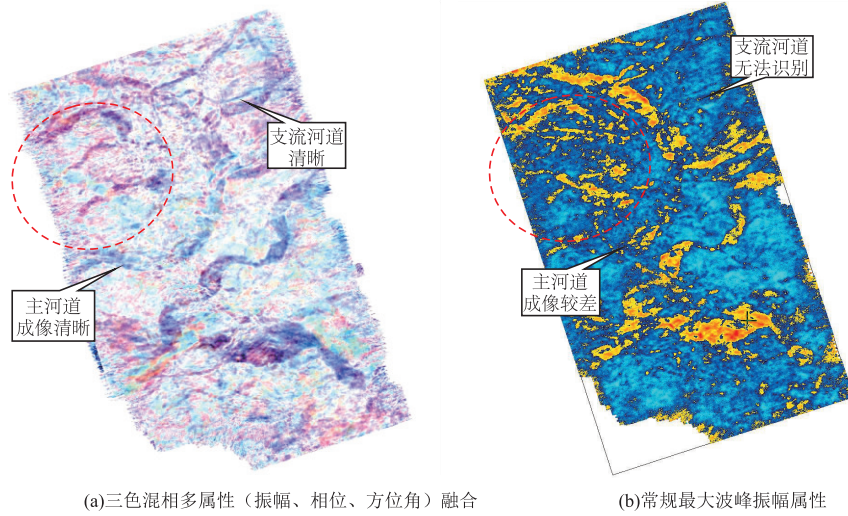 支流河道
清晰
主河道
成像清晰
支流河道
无法识别
主河道
成像较差
(a)三色混相多属性（振幅、相位、方位角）融合
(b)常规最大波峰振幅属性